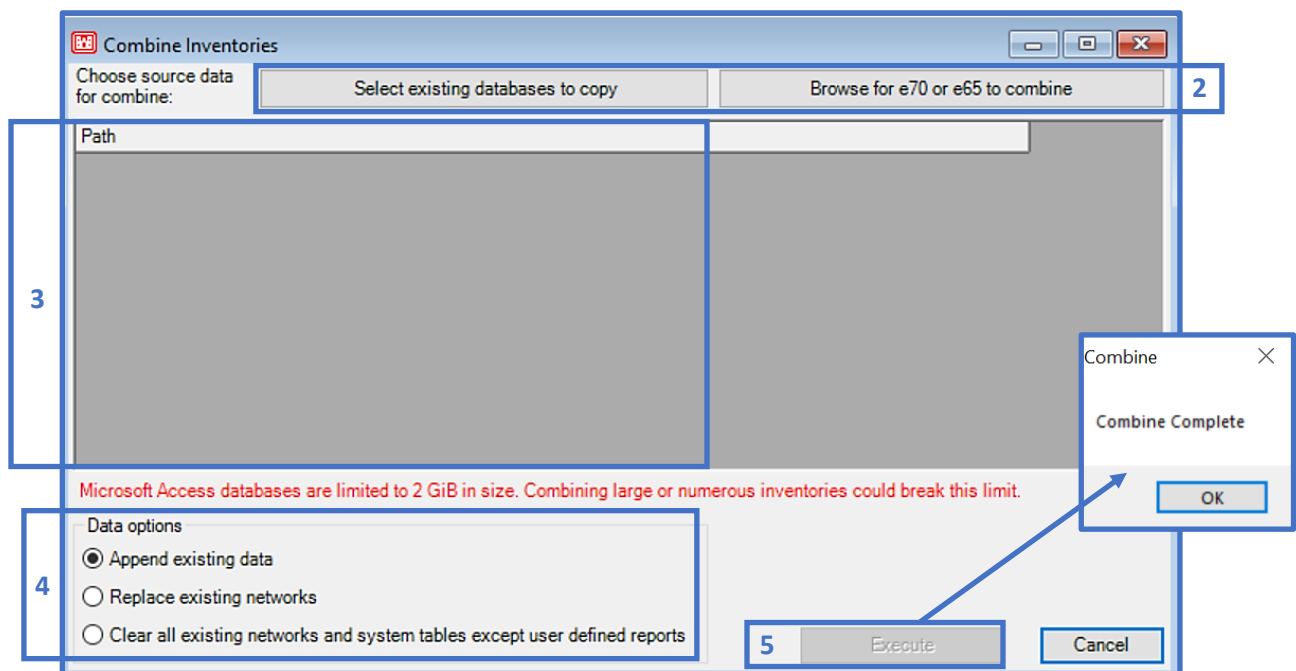 Combine Inventories
Choose source data
for combine:
Select existing databases to copy
Browse for e70 or e65 to combine
2
Path
3
Combine
Combine Complete
OK
Microsoft Access databases are limited to 2 GiB in size. Combining large or numerous inventories could break this limit.
Data options
Append existing data
4
Replace existing networks
Clear all existing networks and system tables except user defined reports
5
Execute
Cancel